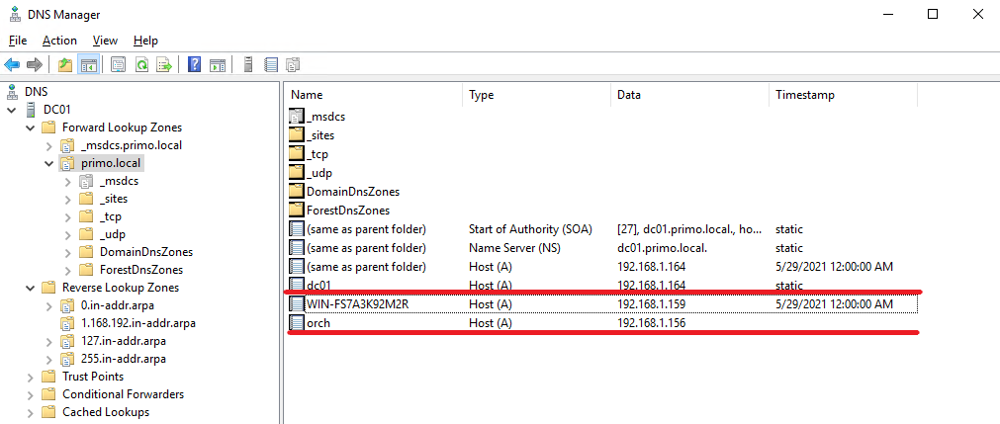 DNS Manager
File Action View Help
DNS
DC01
Forward Lookup Zones
_msdcs.primo.local
primo.local
_msdcs
_sites
_tcp
_udp
DomainDnsZones
ForestDnsZones
Reverse Lookup Zones
0.in-addr.arpa
1.168.192.in-addr.arpa
127.in-addr.arpa
255.in-addr.arpa
Trust Points
Conditional Forwarders
Cached Lookups
Name Type Data Timestamp
_msdcs
_sites
_tcp
_udp
DomainDnsZones
ForestDnsZones
(same as parent folder) Start of Authority (SOA) [27], dc01.primo.local., ho... static
(same as parent folder) Name Server (NS) dc01.primo.local. static
(same as parent folder) Host (A) 192.168.1.164 5/29/2021 12:00:00 AM
dc01 Host (A) 192.168.1.164 static
WIN-FS7A3K92M2R Host (A) 192.168.1.159 5/29/2021 12:00:00 AM
orch Host (A) 192.168.1.156